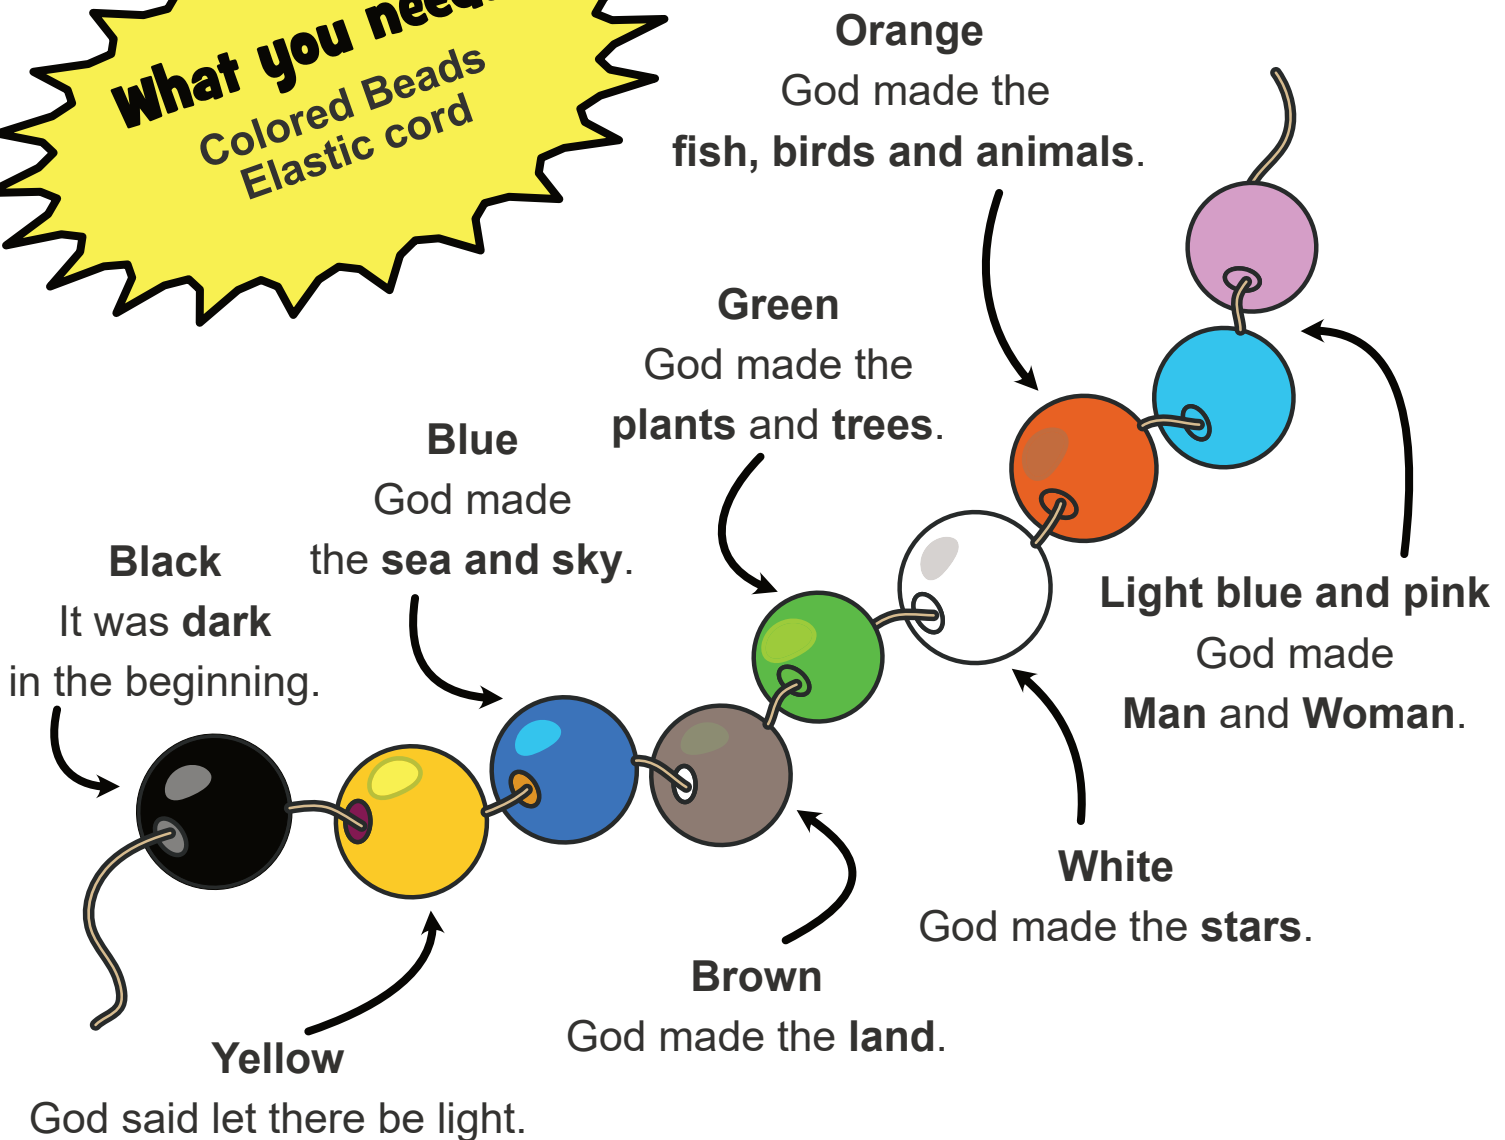 What you need
Colored Beads
Elastic cord
Orange
God made the
fish, birds and animals.
Green
God made the
plants and trees.
Blue
God made
the sea and sky.
Black
It was dark
in the beginning.
Light blue and pink
God made
Man and Woman.
White
God made the stars.
Brown
God made the land.
Yellow
God said let there be light.